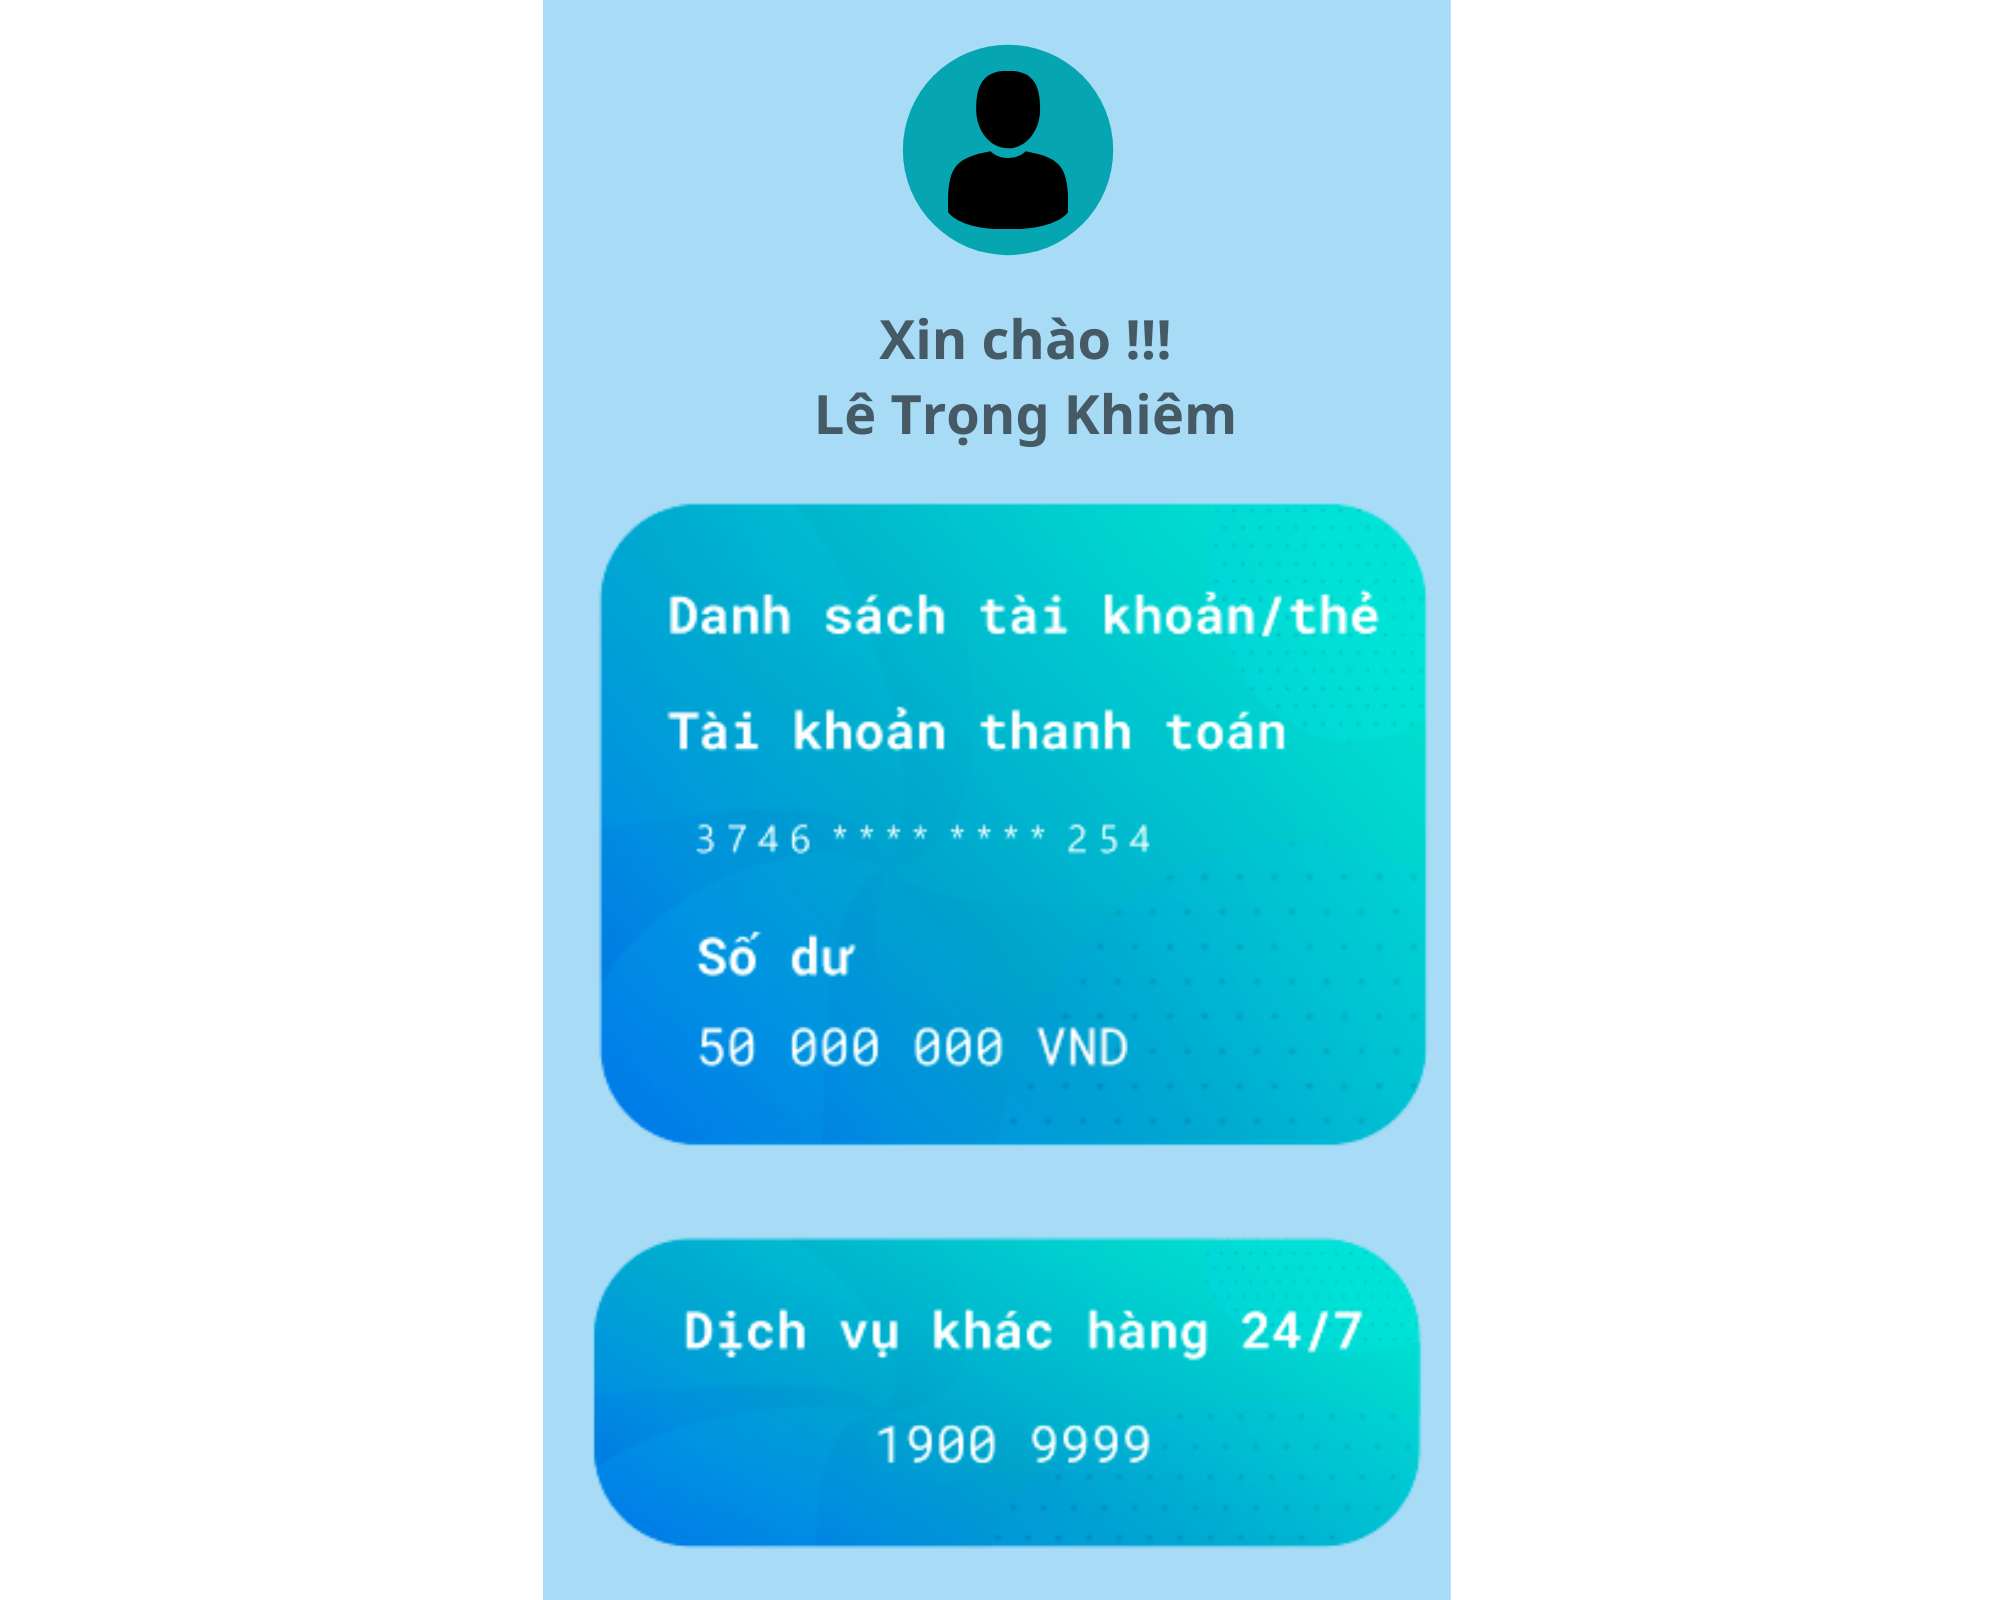 Xin chào !!!
Lê Trọng Khiêm
Danh sách tài khoản/thẻ
Tài khoản thanh toán
3746 **** **** 254
Số dư
50 000 000 VND
Dịch vụ khác hàng 24/7
1900 9999